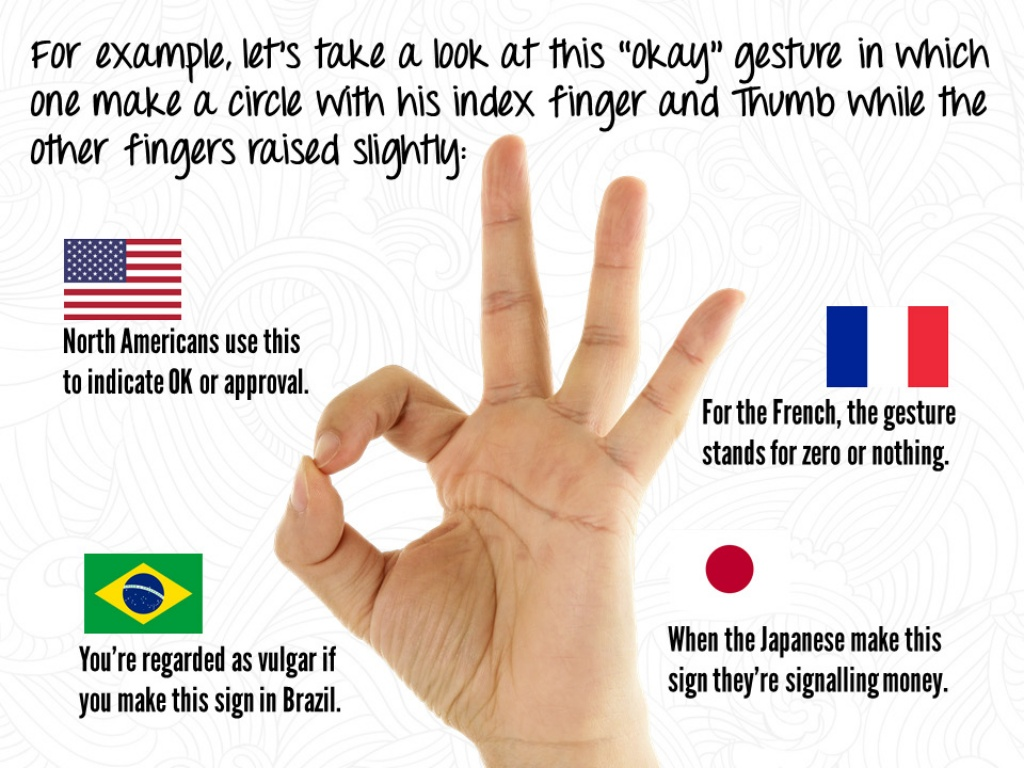 For example, let's take a look at this "okay" gesture in which
one make a circle with his index finger and Thumb while the
other fingers raised slightly:
North Americans use this
to indicate OK or approval.
For the French, the gesture
stands for zero or nothing.
You're regarded as vulgar if
you make this sign in Brazil.
When the Japanese make this
sign they're signalling money.